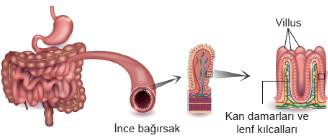 Villus
İnce bağırsak
Kan damarları ve
lenf kılcalları